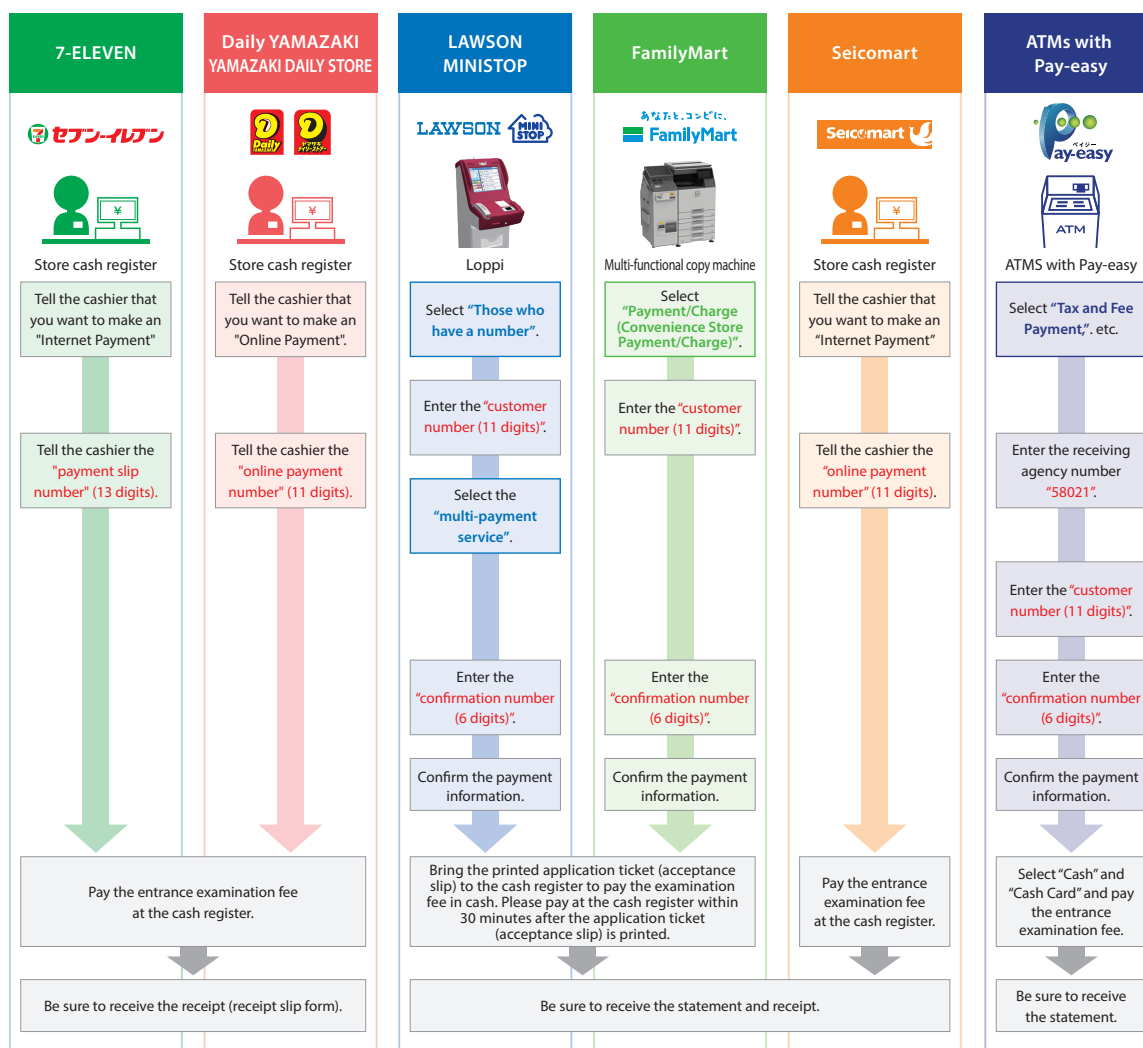 7-ELEVEN
セブン-イレブン
Store cash register
Tell the cashier that
you want to make an
"Internet Payment"
Tell the cashier the
"payment slip
number" (13 digits).
Daily YAMAZAKI
YAMAZAKI DAILY STORE
Daily
YAMAZAKI
ヤマザキ
デイリーストアー
Store cash register
Tell the cashier that
you want to make an
"Online Payment".
Tell the cashier the
"online payment
number" (11 digits).
Pay the entrance examination fee
at the cash register.
Be sure to receive the receipt (receipt slip form).
LAWSON
MINISTOP
LAWSON
MINI
STOP
Loppi
Select “Those who
have a number”.
Enter the “customer
number (11 digits)”.
Select the
“multi-payment
service”.
Enter the
“confirmation number
(6 digits)”.
Confirm the payment
information.
FamilyMart
あなたと、コンビに、
FamilyMart
Multi-functional copy machine
Select
“Payment/Charge
(Convenience Store
Payment/Charge)”.
Enter the “customer
number (11 digits)”.
Enter the
“confirmation number
(6 digits)”.
Confirm the payment
information.
Bring the printed application ticket (acceptance
slip) to the cash register to pay the examination
fee in cash. Please pay at the cash register within
30 minutes after the application ticket
(acceptance slip) is printed.
Seicomart
Seicomart
Store cash register
Tell the cashier that
you want to make an
“Internet Payment”
Tell the cashier the
“online payment
number” (11 digits).
Pay the entrance
examination fee
at the cash register.
Be sure to receive the statement and receipt.
ATMs with
Pay-easy
ペイジー
Pay-easy
ATM
ATMS with Pay-easy
Select “Tax and Fee
Payment,”. etc.
Enter the receiving
agency number
“58021”.
Enter the “customer
number (11 digits)”.
Enter the
“confirmation number
(6 digits)”.
Confirm the payment
information.
Select “Cash” and
“Cash Card” and pay
the entrance
examination fee.
Be sure to receive
the statement.